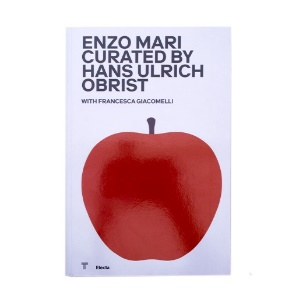 ENZO MARI
CURATED BY
HANS ULRICH
OBRIST
WITH FRANCESCA GIACOMELLI
T Electa